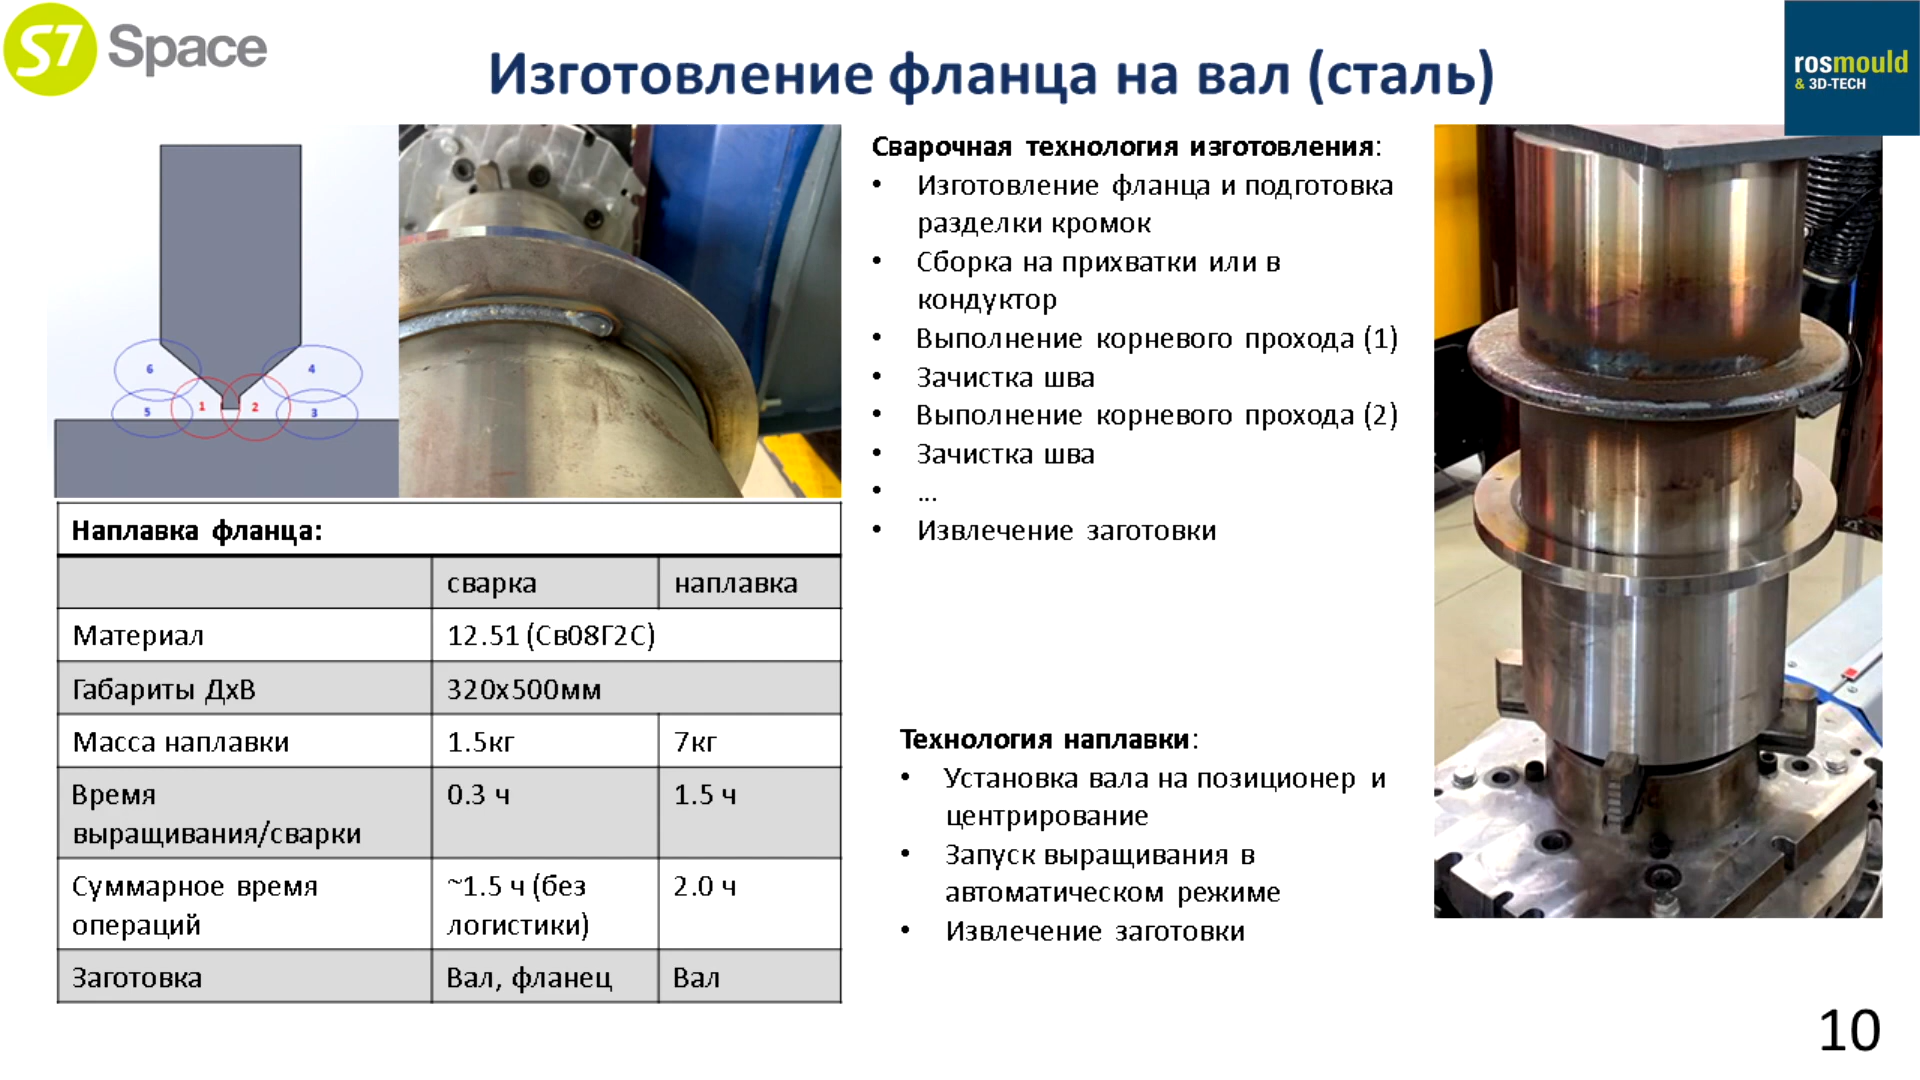 S7 Space
Изготовление фланца на вал (сталь)
rosmould
& 3D-TECH
6
4
5
1
2
3
Сварочная технология изготовления:
• Изготовление фланца и подготовка
разделки кромок
• Сборка на прихватки или в
кондуктор
• Выполнение корневого прохода (1)
• Зачистка шва
• Выполнение корневого прохода (2)
• Зачистка шва
• ...
• Извлечение заготовки
Наплавка фланца:
сварка наплавка
Материал 12.51 (Св08Г2С)
Габариты ДхВ 320х500мм
Масса наплавки 1.5кг 7кг
Время 0.3 ч 1.5 ч
выращивания/сварки
Суммарное время ~1.5 ч (без 2.0 ч
операций логистики)
Заготовка Вал, фланец Вал
Технология наплавки:
• Установка вала на позиционер и
центрирование
• Запуск выращивания в
автоматическом режиме
• Извлечение заготовки
10